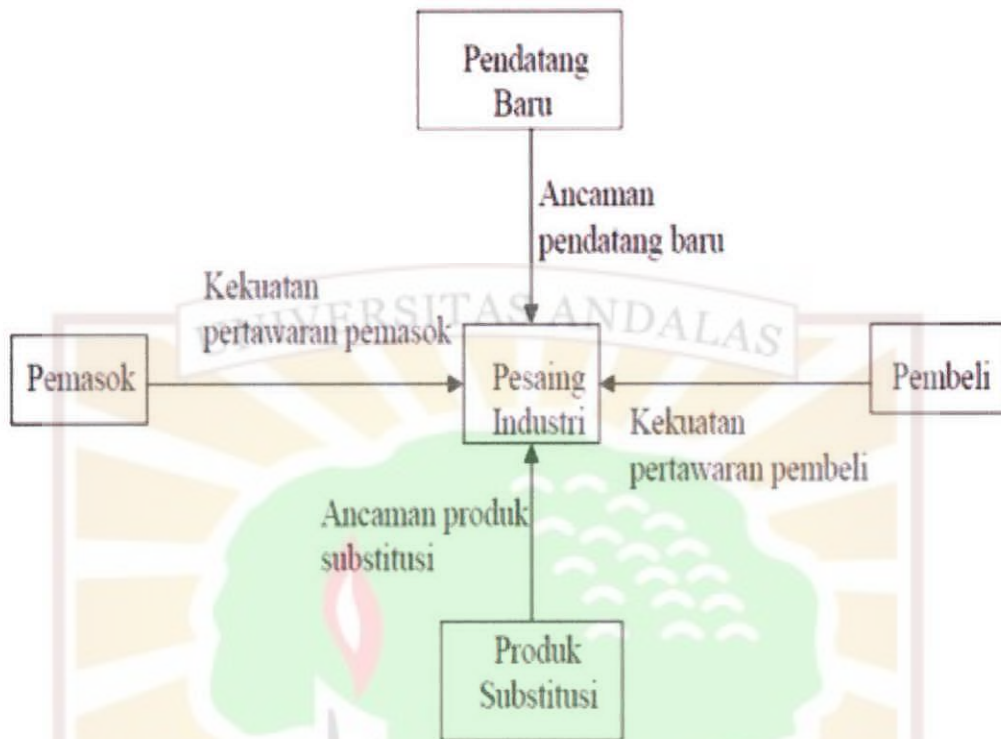 Pendatang
Baru
Ancaman
pendatang baru
Kekuatan
pertawaran pemasok
UNIVERSITAS ANDALAS
Pemasok
Pesaing
Industri
Pembeli
Kekuatan
pertawaran pembeli
Ancaman produk
substitusi
Produk
Substitusi